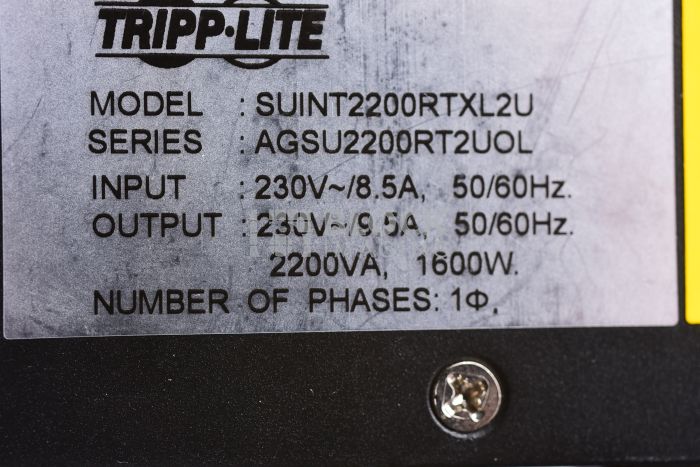 TRIPP·LITE
MODEL : SUINT2200RTXL2U
SERIES : AGSU2200RT2UOL
INPUT : 230V~/8.5A, 50/60Hz.
OUTPUT : 230V~/9.5A, 50/60Hz.
2200VA, 1600W.
NUMBER OF PHASES: 1Φ.